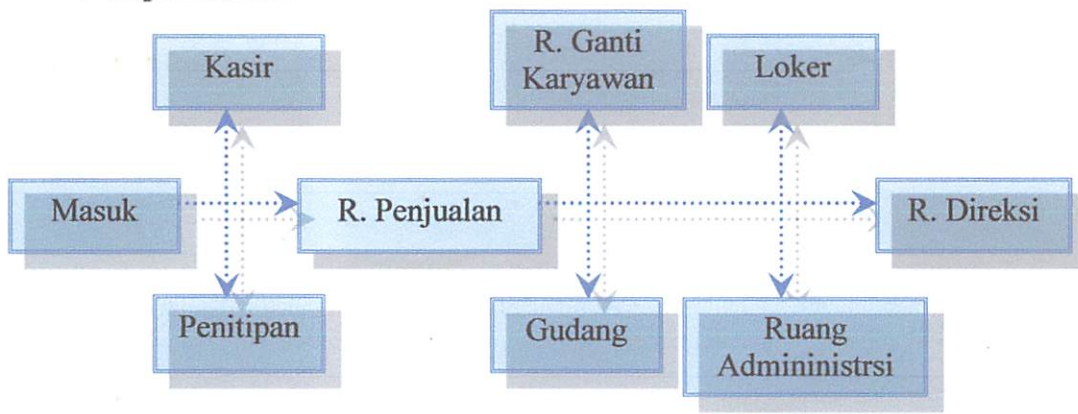 Kasir
R. Ganti
Karyawan
Loker
Masuk
R. Penjualan
R. Direksi
Penitipan
Gudang
Ruang
Admininistrsi